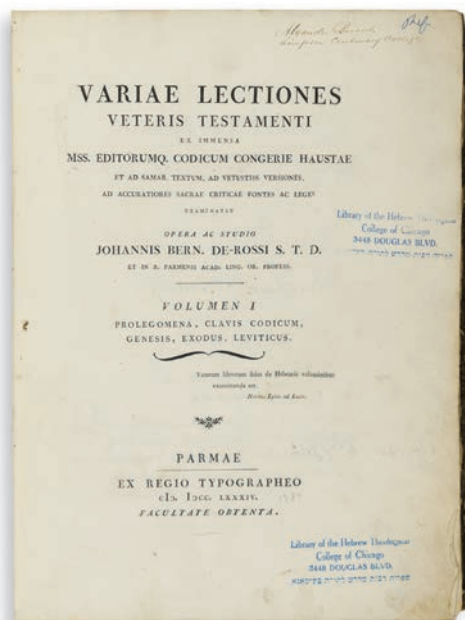 VARIAE LECTIONES
VETERIS TESTAMENTI
EX IMMENSA
MSS. EDITORUMQ. CODICUM CONGERIE HAUSTAE
ET AD SAMAR. TEXTUM, AD VETUSTISS. VERSIONES,
AD ACCURATIORES SACRAE CRITICAE FONTES AC LEGES
EXAMINATAE
OPERA AC STUDIO
JOHANNIS BERN. DE-ROSSI S. T. D.
ET IN R. PARMENSI ACAD. LING. OR. PROFESS.
Library of the Hebrew Theological
College of Chicago
3448 DOUGLAS BLVD.
VOLUMEN I
PROLEGOMENA, CLAVIS CODICUM,
GENESIS, EXODUS, LEVITICUS.
Veterum librorum fides de Hebraeis voluminibus
examinanda est.
PARMAE
EX REGIO TYPOGRAPHEO
cIↃ. IↃcc. LXXXIV.
FACULTATE OBTENTA.
Library of the Hebrew Theological
College of Chicago
3448 DOUGLAS BLVD.